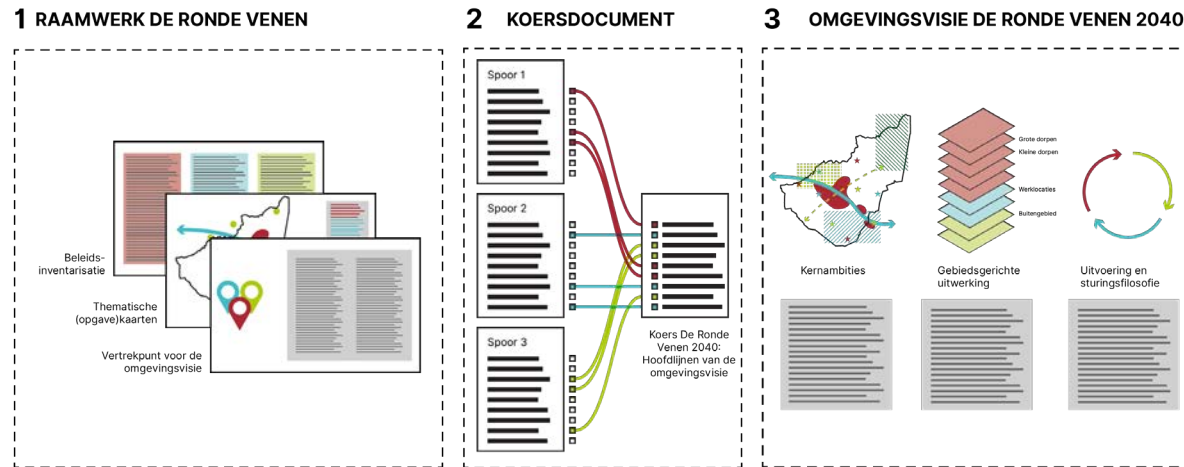 1 RAAMWERK DE RONDE VENEN
Beleids-
inventarisatie
Thematische
(opgave)kaarten
Vertrekpunt voor de
omgevingsvisie
2 KOERSDOCUMENT
Spoor 1
Spoor 2
Spoor 3
Koers De Ronde
Venen 2040:
Hoofdlijnen van de
omgevingsvisie
3 OMGEVINGSVISIE DE RONDE VENEN 2040
Grote dorpen
Kleine dorpen
Werklocaties
Buitengebied
Kernambities
Gebiedsgerichte
uitwerking
Uitvoering en
sturingsfilosofie